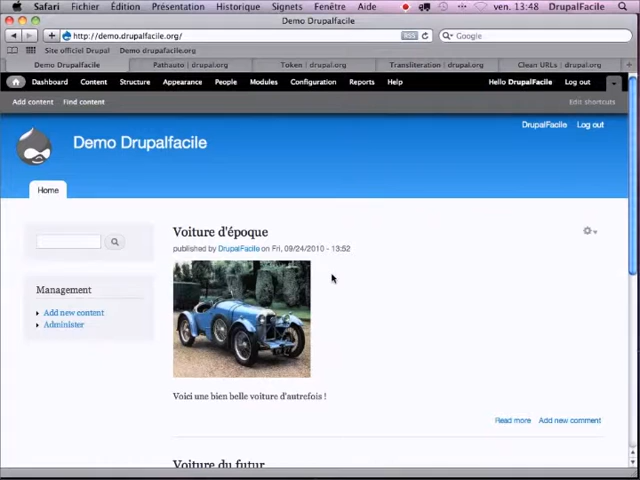 Safari Fichier Édition Présentation Historique Signets Fenêtre Aide ven. 13:48 DrupalFacile
Demo Drupalfacile
http://demo.drupalfacile.org/ RSS Google
Site officiel Drupal Demo drupalfacile.org
Demo Drupalfacile Pathauto | drupal.org Token | drupal.org Transliteration | drupal.org Clean URLs | drupal.org
Dashboard Content Structure Appearance People Modules Configuration Reports Help Hello DrupalFacile Log out
Add content Find content Edit shortcuts
DrupalFacile Log out
Demo Drupalfacile
Home
Voiture d'époque
published by DrupalFacile on Fri, 09/24/2010 - 13:52
Management
Add new content
Administer
Voici une bien belle voiture d'autrefois !
Read more Add new comment
Voiture du futur